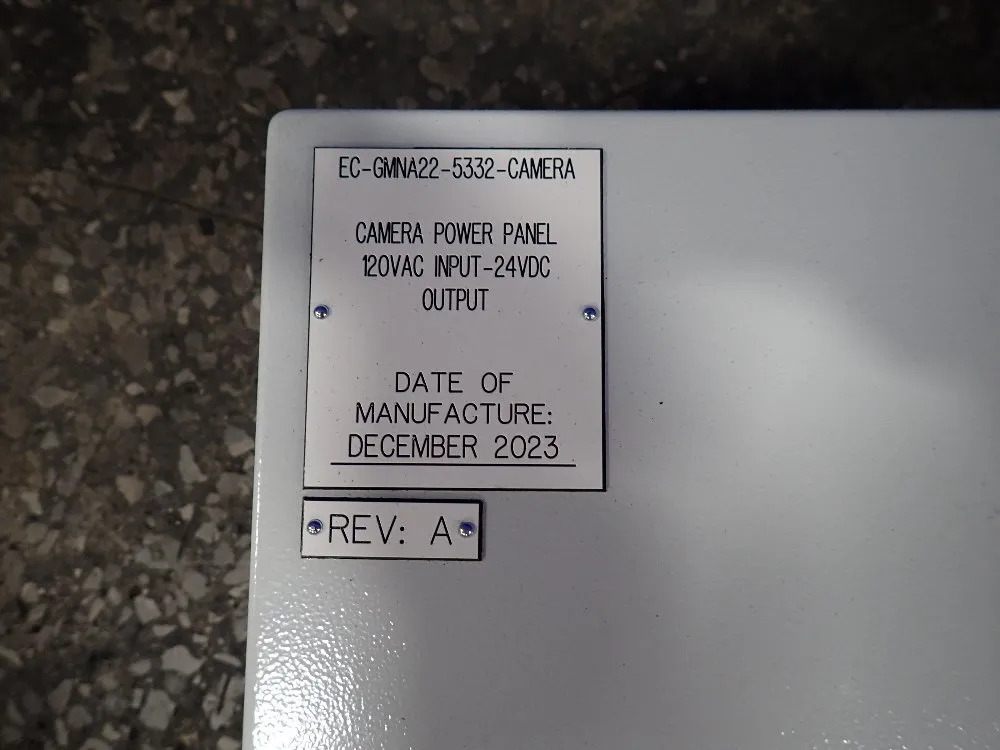 EC-GMNA22-5332-CAMERA
CAMERA POWER PANEL
120VAC INPUT-24VDC
OUTPUT
DATE OF
MANUFACTURE:
DECEMBER 2023
REV: A